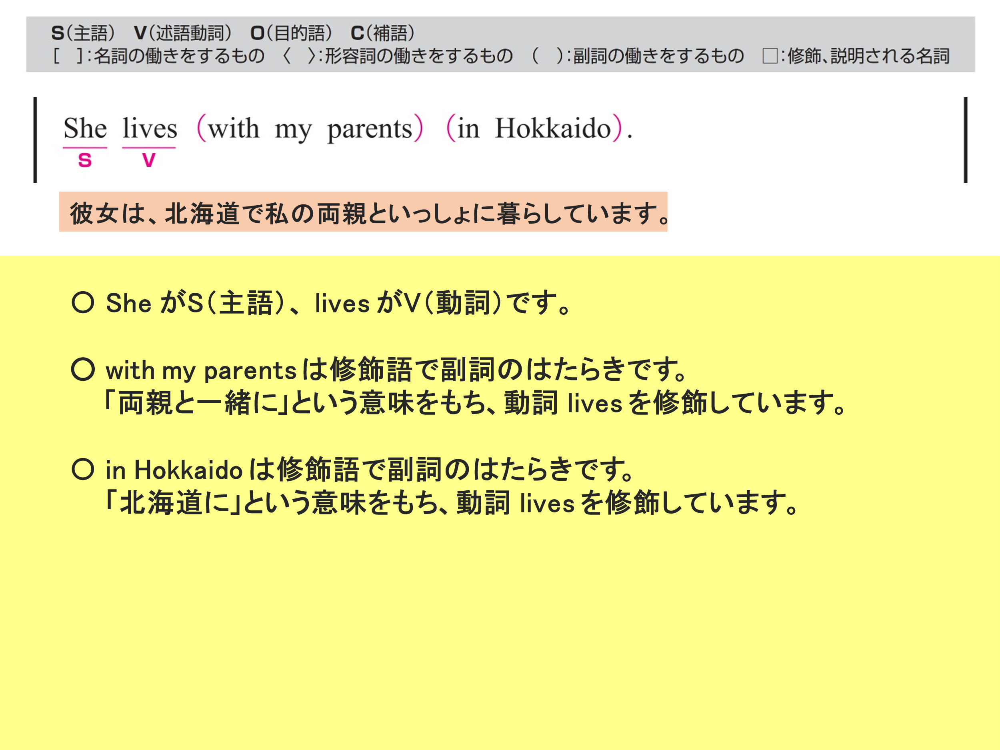 S(主語) V(述語動詞) O(目的語) C(補語)
[ ]:名詞の働きをするもの 〈 〉:形容詞の働きをするもの ( ):副詞の働きをするもの □:修飾、説明される名詞
She lives (with my parents) (in Hokkaido).
S V
彼女は、北海道で私の両親といっしょに暮らしています。
○ She がS(主語)、lives がV(動詞)です。
○ with my parents は修飾語で副詞のはたらきです。
「両親と一緒に」という意味をもち、動詞 lives を修飾しています。
○ in Hokkaido は修飾語で副詞のはたらきです。
「北海道に」という意味をもち、動詞 lives を修飾しています。